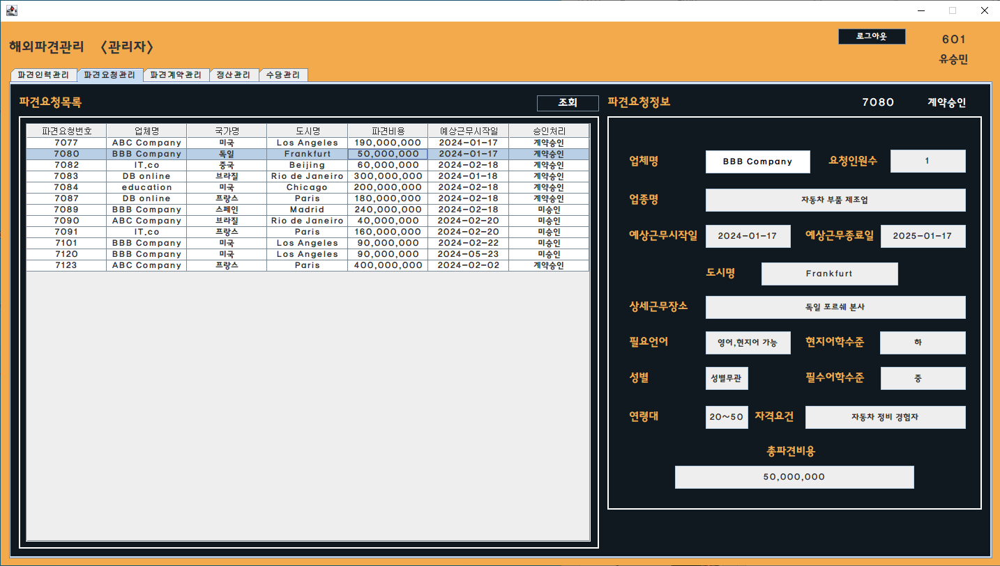 해외파견관리 〈관리자〉
로그아웃
601
유승민
파견인력관리 파견요청관리 파견계약관리 정산관리 수당관리
파견요청목록
조회
파견요청번호 업체명 국가명 도시명 파견비용 예상근무시작일 승인처리
7077 ABC Company 미국 Los Angeles 190,000,000 2024-01-17 계약승인
7080 BBB Company 독일 Frankfurt 50,000,000 2024-01-17 계약승인
7082 IT.co 중국 Beijing 60,000,000 2024-02-18 계약승인
7083 DB online 브라질 Rio de Janeiro 300,000,000 2024-01-18 계약승인
7084 education 미국 Chicago 200,000,000 2024-02-18 계약승인
7087 DB online 프랑스 Paris 180,000,000 2024-02-18 계약승인
7089 BBB Company 스페인 Madrid 240,000,000 2024-02-18 미승인
7090 ABC Company 브라질 Rio de Janeiro 40,000,000 2024-02-20 미승인
7091 IT.co 프랑스 Paris 160,000,000 2024-02-20 미승인
7101 BBB Company 미국 Los Angeles 90,000,000 2024-02-22 미승인
7120 BBB Company 미국 Los Angeles 90,000,000 2024-05-23 미승인
7123 ABC Company 프랑스 Paris 400,000,000 2024-02-02 계약승인
파견요청정보 7080 계약승인
업체명 BBB Company 요청인원수 1
업종명 자동차 부품 제조업
예상근무시작일 2024-01-17 예상근무종료일 2025-01-17
도시명 Frankfurt
상세근무장소 독일 포르쉐 본사
필요언어 영어,현지어 가능 현지어학수준 하
성별 성별무관 필수어학수준 중
연령대 20~50 자격요건 자동차 정비 경험자
총파견비용
50,000,000